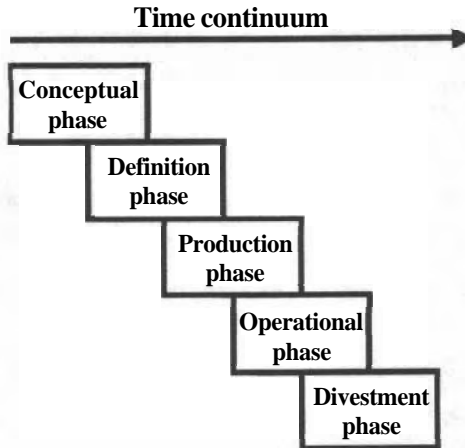 Time continuum
Conceptual
phase
Definition
phase
Production
phase
Operational
phase
Divestment
phase